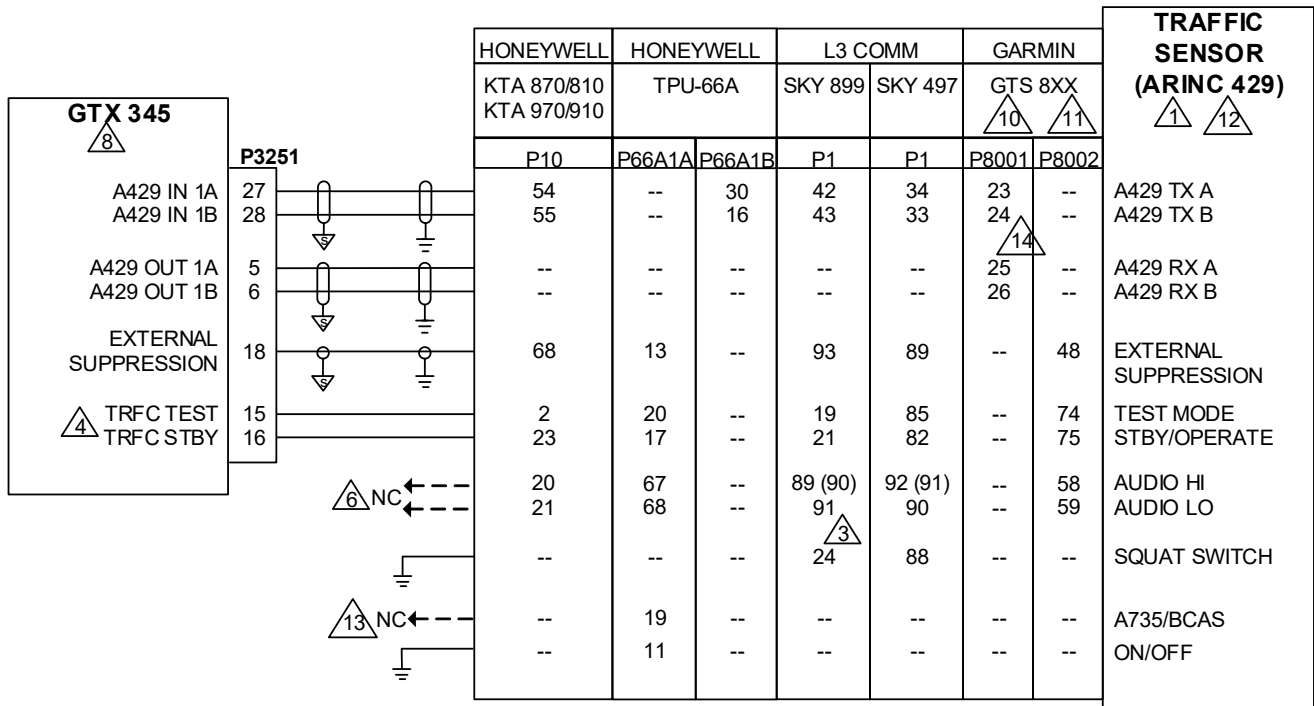 TRAFFIC
SENSOR
(ARINC 429)
1 12
HONEYWELL HONEYWELL L3 COMM GARMIN
KTA 870/810 TPU-66A SKY 899 SKY 497 GTS 8XX
KTA 970/910
10 11
GTX 345
8
P3251
P10 P66A1A P66A1B P1 P1 P8001 P8002
A429 IN 1A 27 54 -- 30 42 34 23 -- A429 TX A
A429 IN 1B 28 55 -- 16 43 33 24 -- A429 TX B
S
14
A429 OUT 1A 5 -- -- -- -- -- 25 -- A429 RX A
A429 OUT 1B 6 -- -- -- -- -- 26 -- A429 RX B
S
EXTERNAL
SUPPRESSION 18 68 13 -- 93 89 -- 48 EXTERNAL
SUPPRESSION
S
4 TRFC TEST 15 2 20 -- 19 85 -- 74 TEST MODE
TRFC STBY 16 23 17 -- 21 82 -- 75 STBY/OPERATE
6 NC 20 67 -- 89 (90) 92 (91) -- 58 AUDIO HI
21 68 -- 91 90 -- 59 AUDIO LO
3
-- -- -- 24 88 -- -- SQUAT SWITCH
13 NC -- 19 -- -- -- -- -- A735/BCAS
-- 11 -- -- -- -- -- ON/OFF